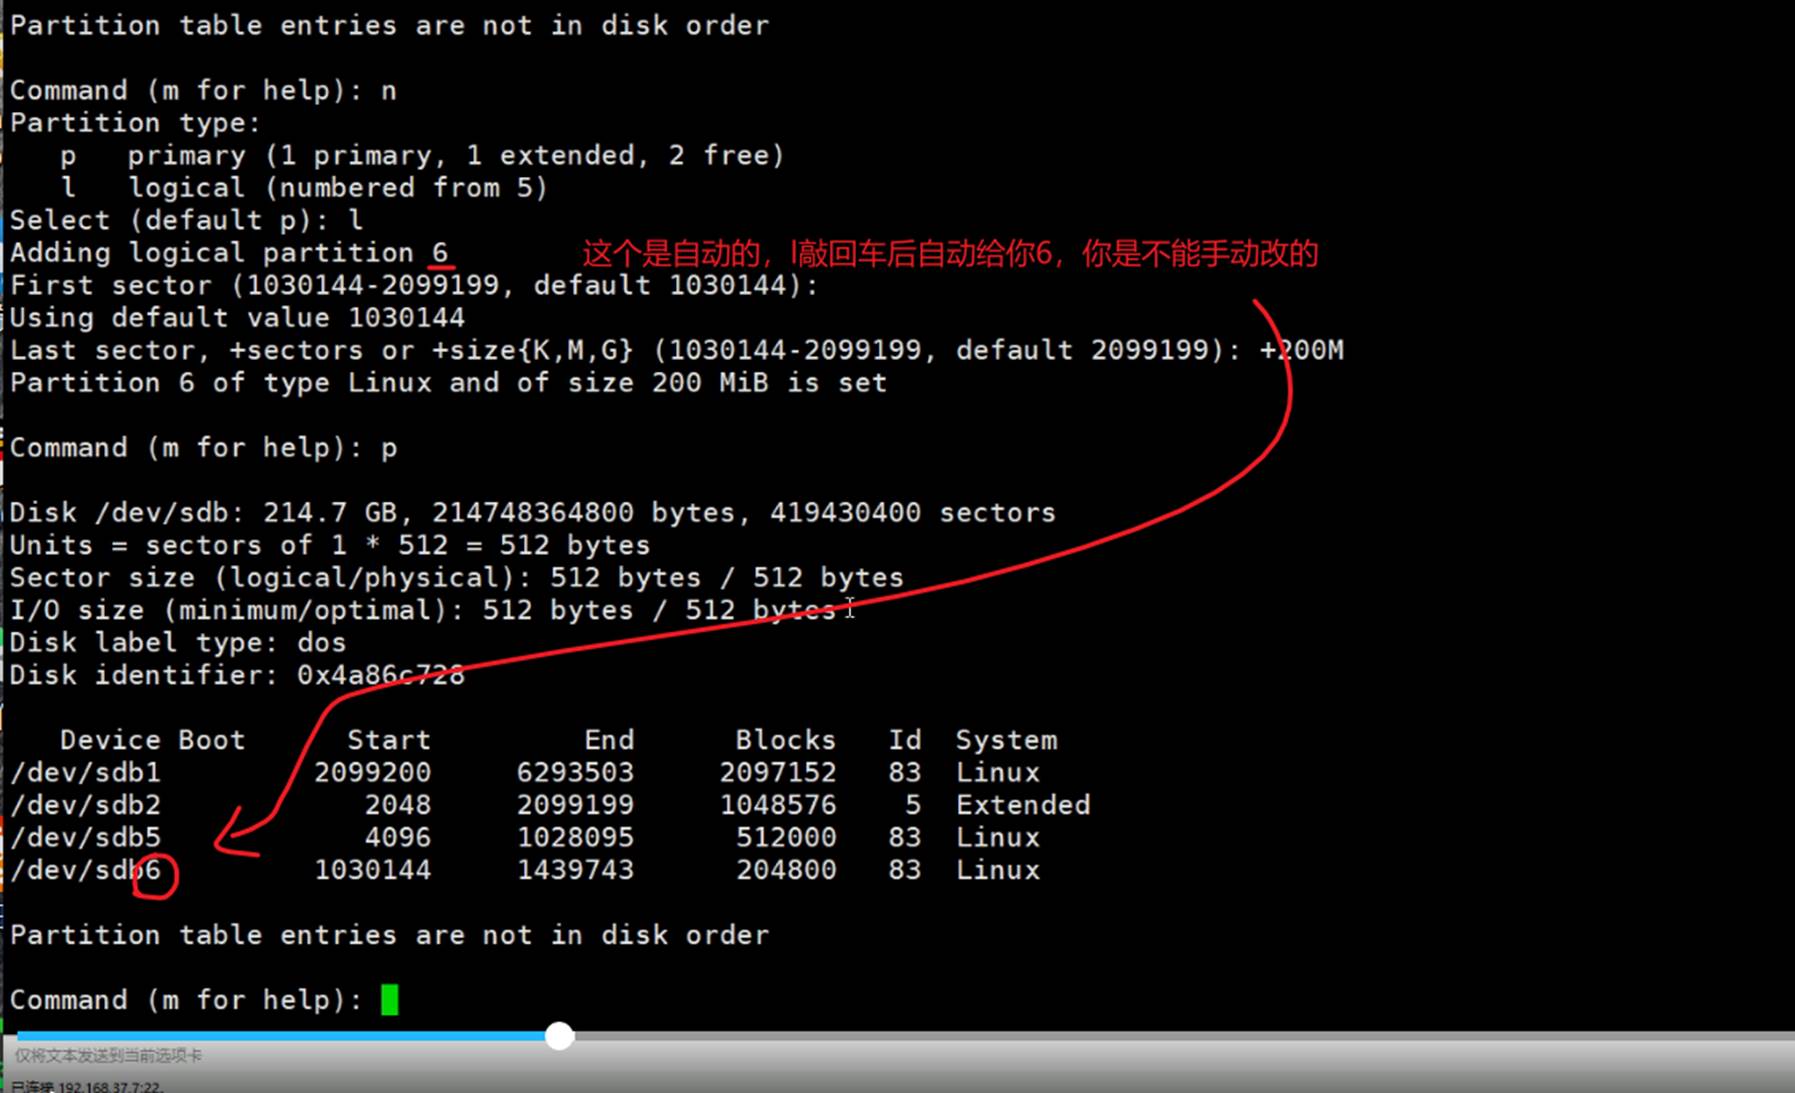 Partition table entries are not in disk order
Command (m for help): n
Partition type:
   p   primary (1 primary, 1 extended, 2 free)
   l   logical (numbered from 5)
Select (default p): l
Adding logical partition 6
这个是自动的，l敲回车后自动给你6，你是不能手动改的
First sector (1030144-2099199, default 1030144):
Using default value 1030144
Last sector, +sectors or +size{K,M,G} (1030144-2099199, default 2099199): +200M
Partition 6 of type Linux and of size 200 MiB is set
Command (m for help): p
Disk /dev/sdb: 214.7 GB, 214748364800 bytes, 419430400 sectors
Units = sectors of 1 * 512 = 512 bytes
Sector size (logical/physical): 512 bytes / 512 bytes
I/O size (minimum/optimal): 512 bytes / 512 bytes
Disk label type: dos
Disk identifier: 0x4a86c728
   Device Boot      Start         End      Blocks   Id  System
/dev/sdb1         2099200     6293503     2097152   83  Linux
/dev/sdb2            2048     2099199     1048576    5  Extended
/dev/sdb5            4096     1028095      512000   83  Linux
/dev/sdb6         1030144     1439743      204800   83  Linux
Partition table entries are not in disk order
Command (m for help):
仅将文本发送到当前选项卡
已连接 192.168.37.7:22。